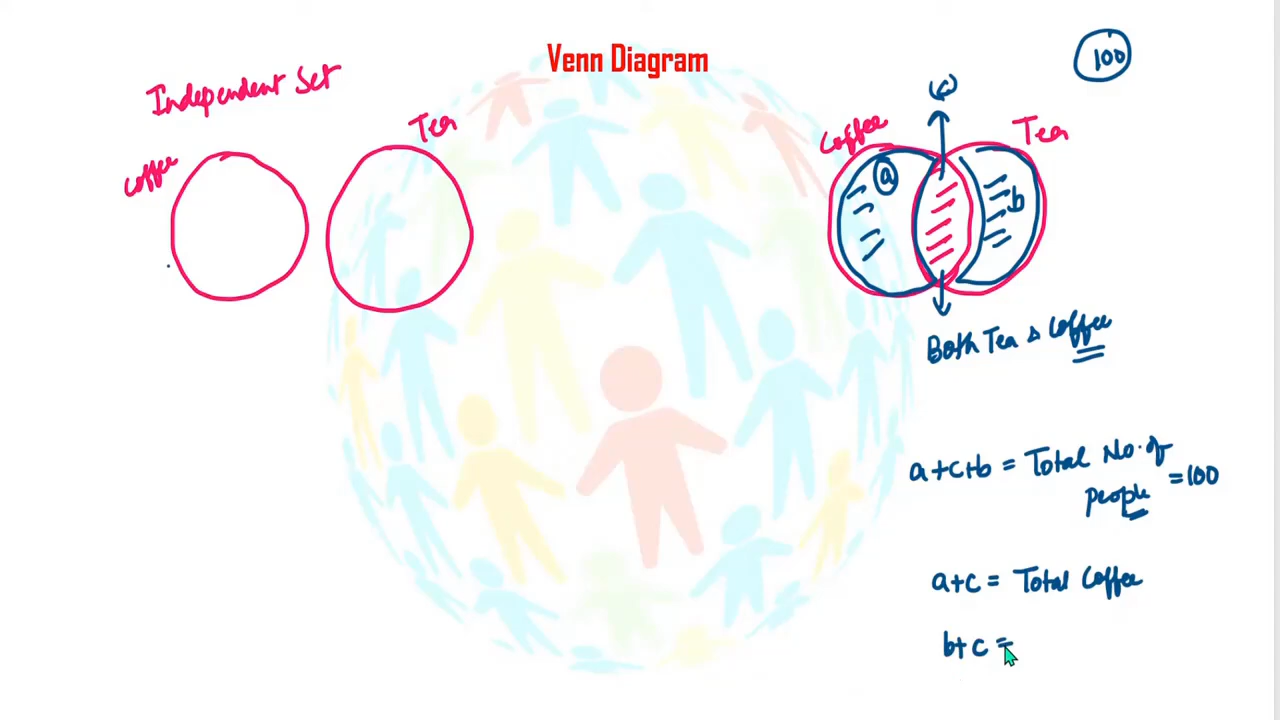 Venn Diagram
100
Independent Set
Coffee
Tea
(c)
Coffee
Tea
a
b
Both Tea & Coffee
a+c+b = Total No. of
people = 100
a+c = Total Coffee
b+c =